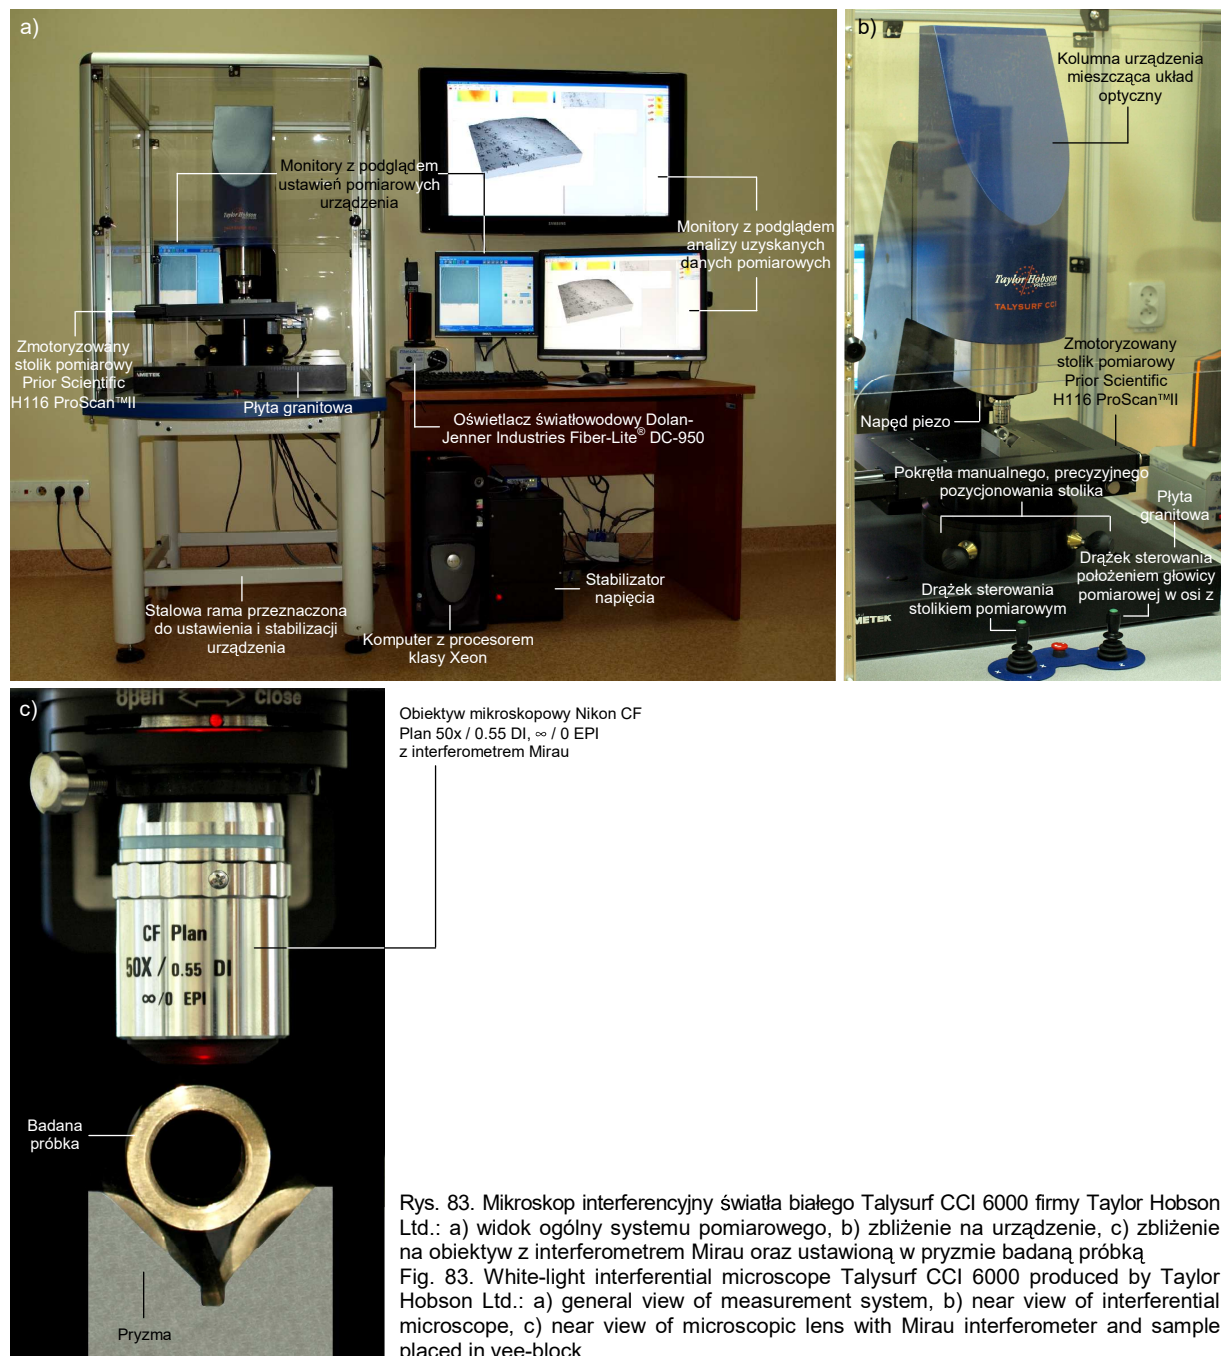 a)
Monitory z podglądem
ustawień pomiarowych
urządzenia
Taylor Hobson
SAMSUNG
Monitory z podglądem
analizy uzyskanych
danych pomiarowych
Zmotoryzowany
stolik pomiarowy
Prior Scientific
H116 ProScan™II
AMETEK
Płyta granitowa
Oświetlacz światłowodowy Dolan-
Jenner Industries Fiber-Lite® DC-950
Stalowa rama przeznaczona
do ustawienia i stabilizacji
urządzenia
Komputer z procesorem
klasy Xeon
Stabilizator
napięcia
b)
Kolumna urządzenia
mieszcząca układ
optyczny
Taylor Hobson
PRECISION
TALYSURF CCI
Zmotoryzowany
stolik pomiarowy
Prior Scientific
H116 ProScan™II
Napęd piezo
Pokrętła manualnego, precyzyjnego
pozycjonowania stolika
Płyta
granitowa
Drążek sterowania
położeniem głowicy
pomiarowej w osi z
Drążek sterowania
stolikiem pomiarowym
METEK
c)
open close
Obiektyw mikroskopowy Nikon CF
Plan 50x / 0.55 DI, ∞ / 0 EPI
z interferometrem Mirau
CF Plan
50X / 0.55 DI
∞/0 EPI
Badana
próbka
Pryzma
Rys. 83. Mikroskop interferencyjny światła białego Talysurf CCI 6000 firmy Taylor Hobson
Ltd.: a) widok ogólny systemu pomiarowego, b) zbliżenie na urządzenie, c) zbliżenie
na obiektyw z interferometrem Mirau oraz ustawioną w pryzmie badaną próbką
Fig. 83. White-light interferential microscope Talysurf CCI 6000 produced by Taylor
Hobson Ltd.: a) general view of measurement system, b) near view of interferential
microscope, c) near view of microscopic lens with Mirau interferometer and sample
placed in vee-block